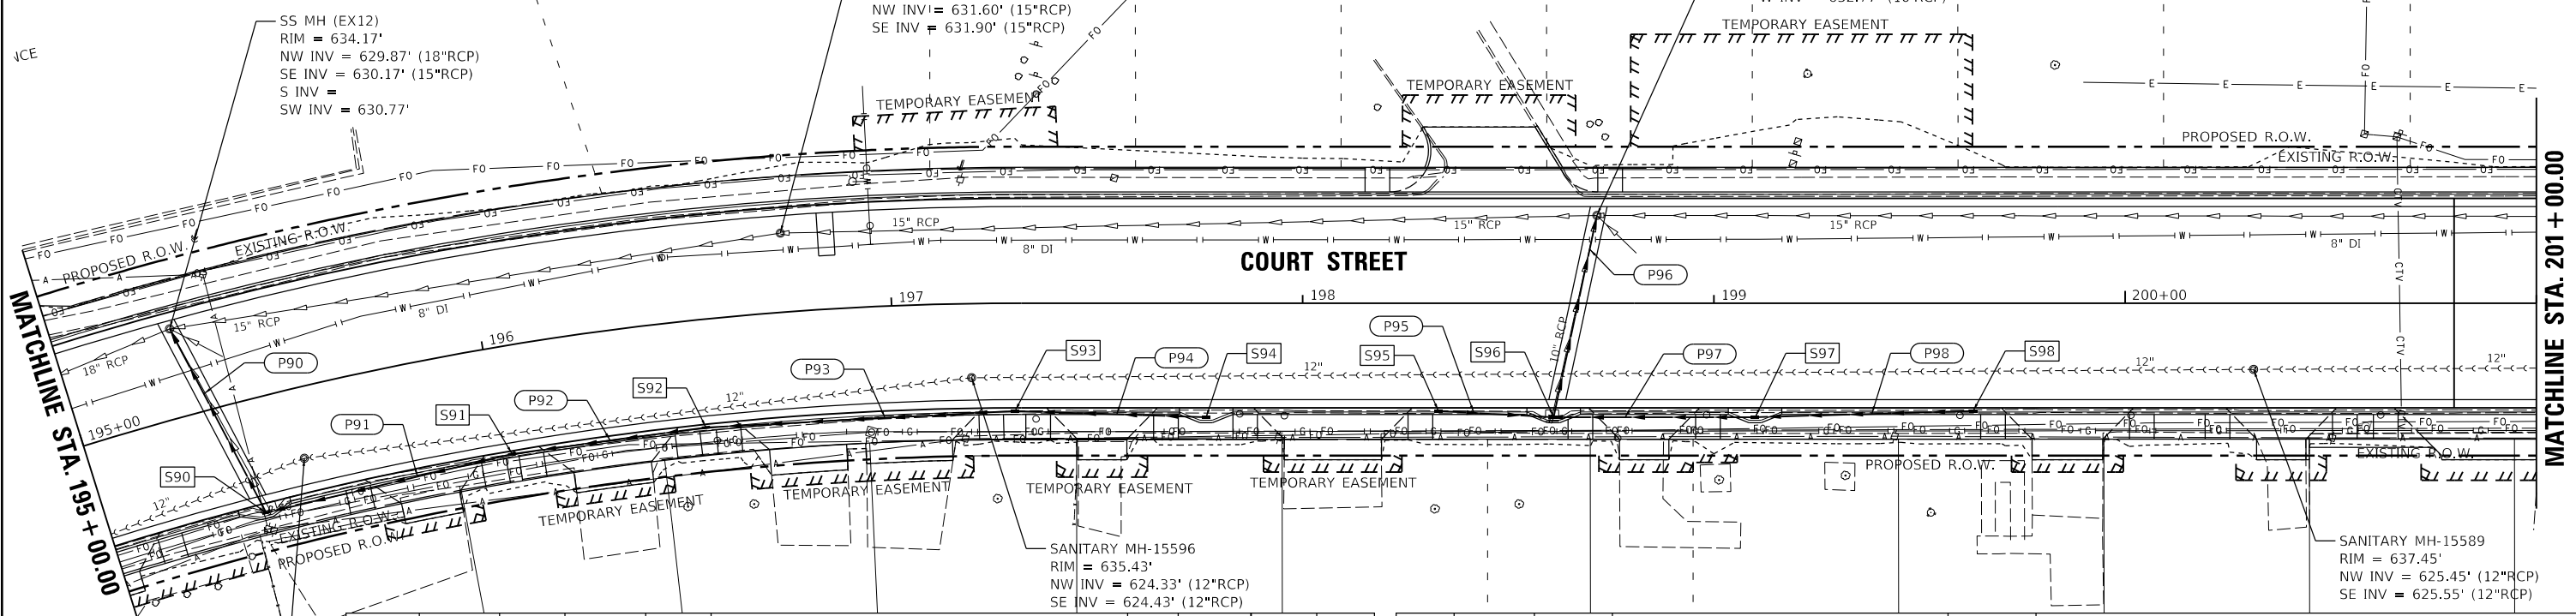 SS MH (EX12)
RIM = 634.17'
NW INV = 629.87' (18"RCP)
SE INV = 630.17' (15"RCP)
S INV =
SW INV = 630.77'
NW INV = 631.60' (15"RCP)
SE INV = 631.90' (15"RCP)
TEMPORARY EASEMENT
TEMPORARY EASEMENT
TEMPORARY EASEMENT
PROPOSED R.O.W.
EXISTING R.O.W.
PROPOSED R.O.W.
EXISTING R.O.W.
15" RCP
15" RCP
15" RCP
8" DI
8" DI
COURT STREET
P96
MATCHLINE STA. 195+00.00
MATCHLINE STA. 201+00.00
15" RCP
8" DI
18" RCP
195+00
196
197
198
199
200+00
P90
P91
P92
P93
P94
P95
P97
P98
S90
S91
S92
S93
S94
S95
S96
S97
S98
10" RCP
12"
12"
12"
12"
12"
EXISTING R.O.W.
PROPOSED R.O.W.
TEMPORARY EASEMENT
TEMPORARY EASEMENT
TEMPORARY EASEMENT
TEMPORARY EASEMENT
PROPOSED R.O.W.
EXISTING R.O.W.
SANITARY MH-15596
RIM = 635.43'
NW INV = 624.33' (12"RCP)
SE INV = 624.43' (12"RCP)
SANITARY MH-15589
RIM = 637.45'
NW INV = 625.45' (12"RCP)
SE INV = 625.55' (12"RCP)